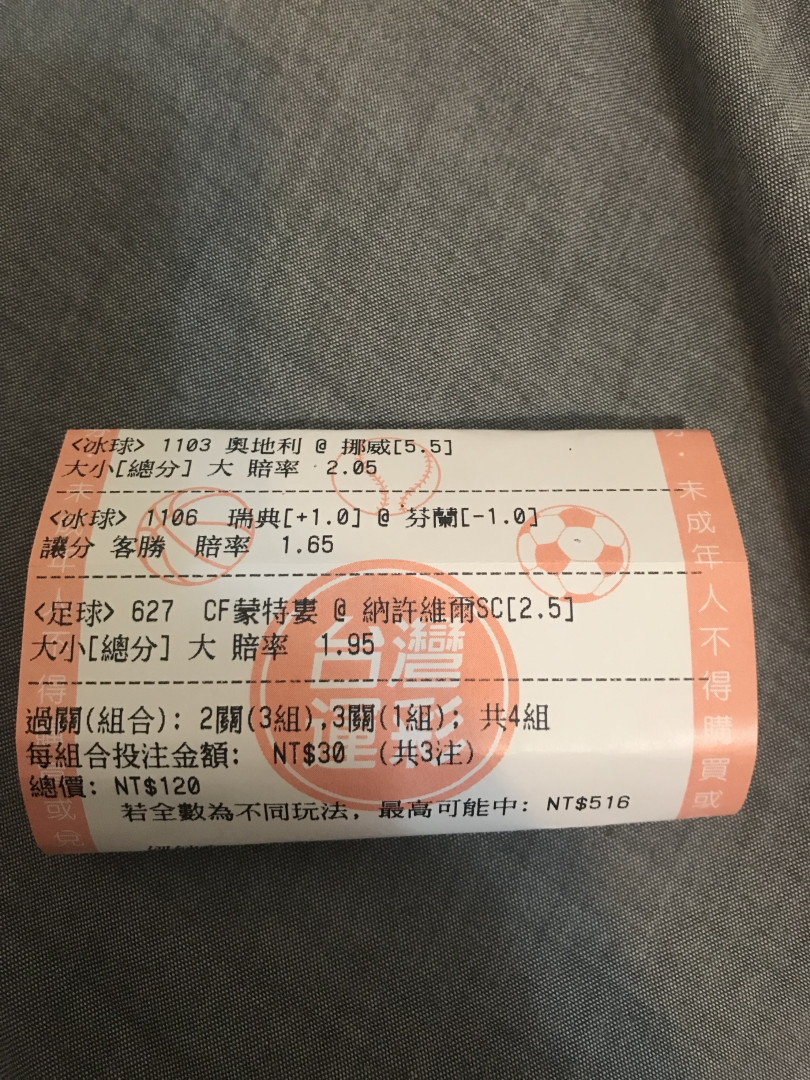 <冰球> 1103 奧地利 @ 挪威[5.5]
大小[總分] 大 賠率 2.05
<冰球> 1106 瑞典[+1.0] @ 芬蘭[-1.0]
讓分 客勝 賠率 1.65
<足球> 627 CF蒙特婁 @ 納許維爾SC[2.5]
大小[總分] 大 賠率 1.95
過關(組合): 2關(3組),3關(1組); 共4組
每組合投注金額: NT$30 (共3注)
總價: NT$120
若全數為不同玩法, 最高可能中: NT$516
台灣
運彩
・未成年人不得購買或
未
年人
得
或兌